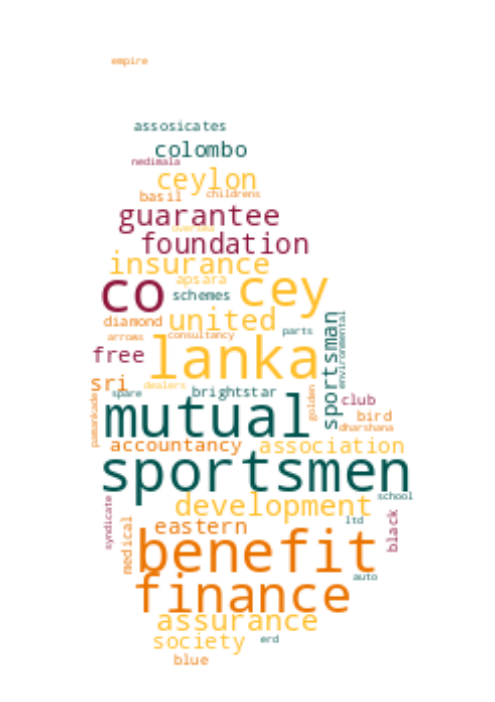 empire
assosicates
colombo
nedimala
ceylon
basil childrens
guarantee
oversea
foundation
insurance
apsara
co schemes cey
diamond united
arrows consultancy parts
free lanka
sri dealers
spare brightstar
sportsman environmental
golden club
pamankade mutual bird
dharshana
accountancy association
sportsmen
school
development
syndicate ltd
eastern black
medical benefit
auto
finance
assurance
society erd
blue